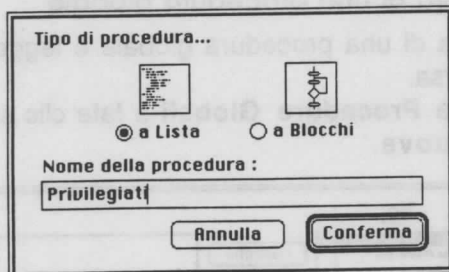 Tipo di procedura...
a Lista
a Blocchi
Nome della procedura :
Privilegiati
Annulla
Conferma